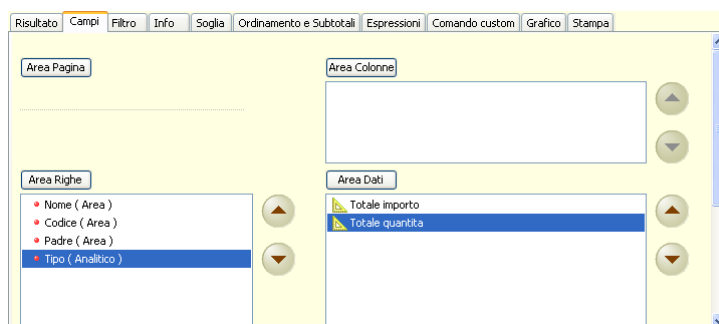 Risultato Campi Filtro Info Soglia Ordinamento e Subtotali Espressioni Comando custom Grafico Stampa
Area Pagina
Area Colonne
Area Righe
Area Dati
Nome ( Area )
Codice ( Area )
Padre ( Area )
Tipo ( Analitico )
Totale importo
Totale quantita